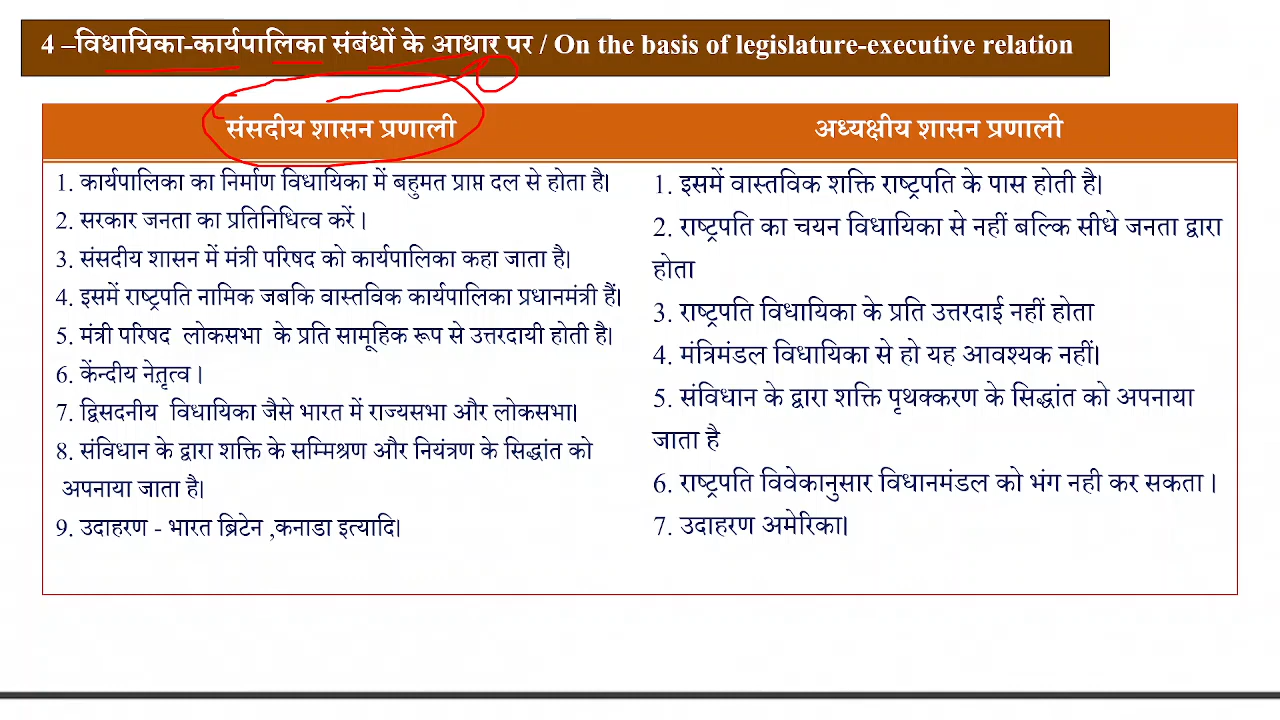 4 –विधायिका-कार्यपालिका संबंधों के आधार पर / On the basis of legislature-executive relation
संसदीय शासन प्रणाली
1. कार्यपालिका का निर्माण विधायिका में बहुमत प्राप्त दल से होता है।
2. सरकार जनता का प्रतिनिधित्व करें ।
3. संसदीय शासन में मंत्री परिषद को कार्यपालिका कहा जाता है।
4. इसमें राष्ट्रपति नामिक जबकि वास्तविक कार्यपालिका प्रधानमंत्री हैं।
5. मंत्री परिषद लोकसभा के प्रति सामूहिक रूप से उत्तरदायी होती है।
6. केंन्दीय नेतृत्व ।
7. द्विसदनीय विधायिका जैसे भारत में राज्यसभा और लोकसभा।
8. संविधान के द्वारा शक्ति के सम्मिश्रण और नियंत्रण के सिद्धांत को
अपनाया जाता है।
9. उदाहरण - भारत ब्रिटेन ,कनाडा इत्यादि।
अध्यक्षीय शासन प्रणाली
1. इसमें वास्तविक शक्ति राष्ट्रपति के पास होती है।
2. राष्ट्रपति का चयन विधायिका से नहीं बल्कि सीधे जनता द्वारा
होता
3. राष्ट्रपति विधायिका के प्रति उत्तरदाई नहीं होता
4. मंत्रिमंडल विधायिका से हो यह आवश्यक नहीं।
5. संविधान के द्वारा शक्ति पृथक्करण के सिद्धांत को अपनाया
जाता है
6. राष्ट्रपति विवेकानुसार विधानमंडल को भंग नही कर सकता ।
7. उदाहरण अमेरिका।